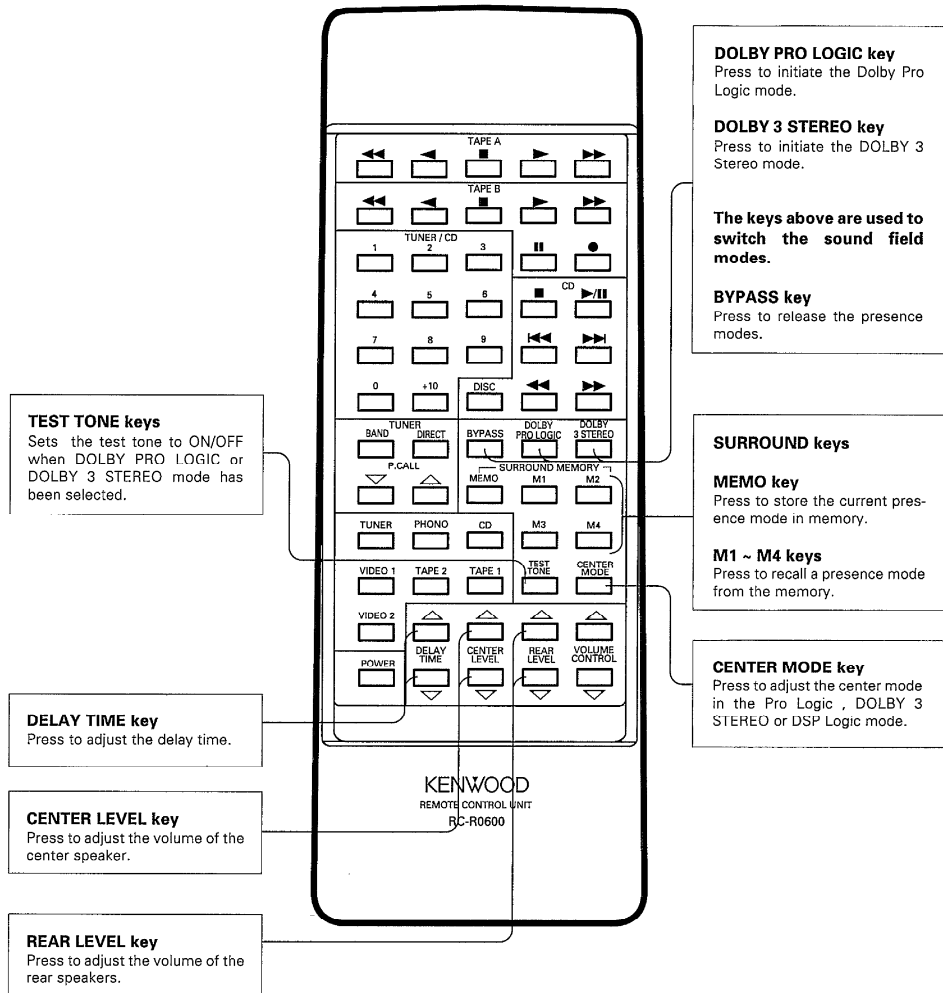 TAPE A
TAPE B
TUNER / CD
1 2 3
CD
4 5 6
7 8 9
0 +10 DISC
TUNER
BAND DIRECT
BYPASS
DOLBY
PRO LOGIC
DOLBY
3 STEREO
P.CALL
SURROUND MEMORY
MEMO M1 M2
TUNER PHONO CD M3 M4
VIDEO 1 TAPE 2 TAPE 1
TEST
TONE
CENTER
MODE
VIDEO 2
POWER
DELAY
TIME
CENTER
LEVEL
REAR
LEVEL
VOLUME
CONTROL
KENWOOD
REMOTE CONTROL UNIT
RC-R0600
TEST TONE keys
Sets the test tone to ON/OFF
when DOLBY PRO LOGIC or
DOLBY 3 STEREO mode has
been selected.
DELAY TIME key
Press to adjust the delay time.
CENTER LEVEL key
Press to adjust the volume of the
center speaker.
REAR LEVEL key
Press to adjust the volume of the
rear speakers.
DOLBY PRO LOGIC key
Press to initiate the Dolby Pro
Logic mode.
DOLBY 3 STEREO key
Press to initiate the DOLBY 3
Stereo mode.
The keys above are used to
switch the sound field
modes.
BYPASS key
Press to release the presence
modes.
SURROUND keys
MEMO key
Press to store the current pres-
ence mode in memory.
M1 ~ M4 keys
Press to recall a presence mode
from the memory.
CENTER MODE key
Press to adjust the center mode
in the Pro Logic , DOLBY 3
STEREO or DSP Logic mode.